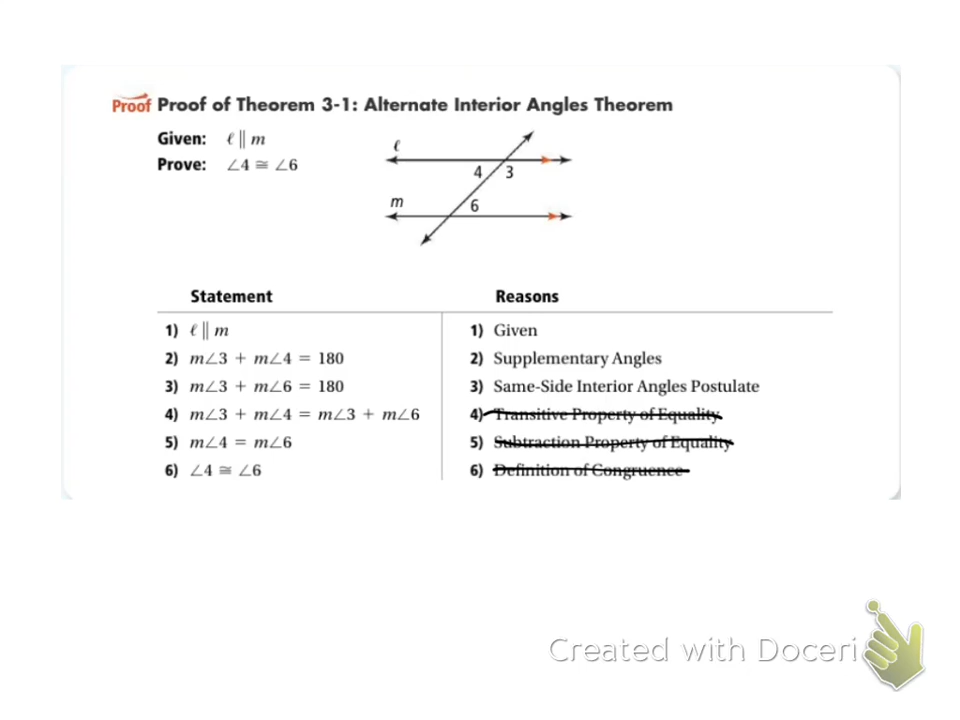 Proof Proof of Theorem 3-1: Alternate Interior Angles Theorem
Given: ℓ ∥ m
Prove: ∠4 ≅ ∠6
ℓ
4 3
m
6
Statement Reasons
1) ℓ ∥ m 1) Given
2) m∠3 + m∠4 = 180 2) Supplementary Angles
3) m∠3 + m∠6 = 180 3) Same-Side Interior Angles Postulate
4) m∠3 + m∠4 = m∠3 + m∠6 4) Transitive Property of Equality
5) m∠4 = m∠6 5) Subtraction Property of Equality
6) ∠4 ≅ ∠6 6) Definition of Congruence
Created with Doceri